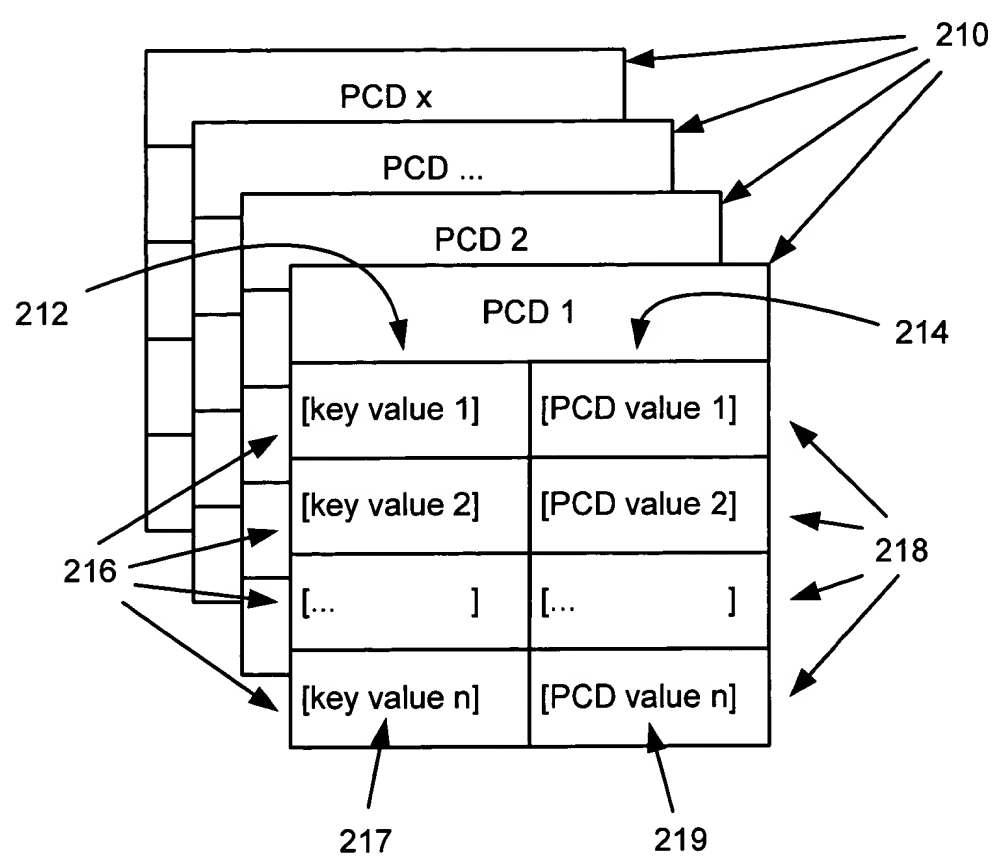 210
PCD x
PCD ...
PCD 2
212
PCD 1
214
[key value 1] [PCD value 1]
[key value 2] [PCD value 2]
216
218
[... ] [... ]
[key value n] [PCD value n]
217
219